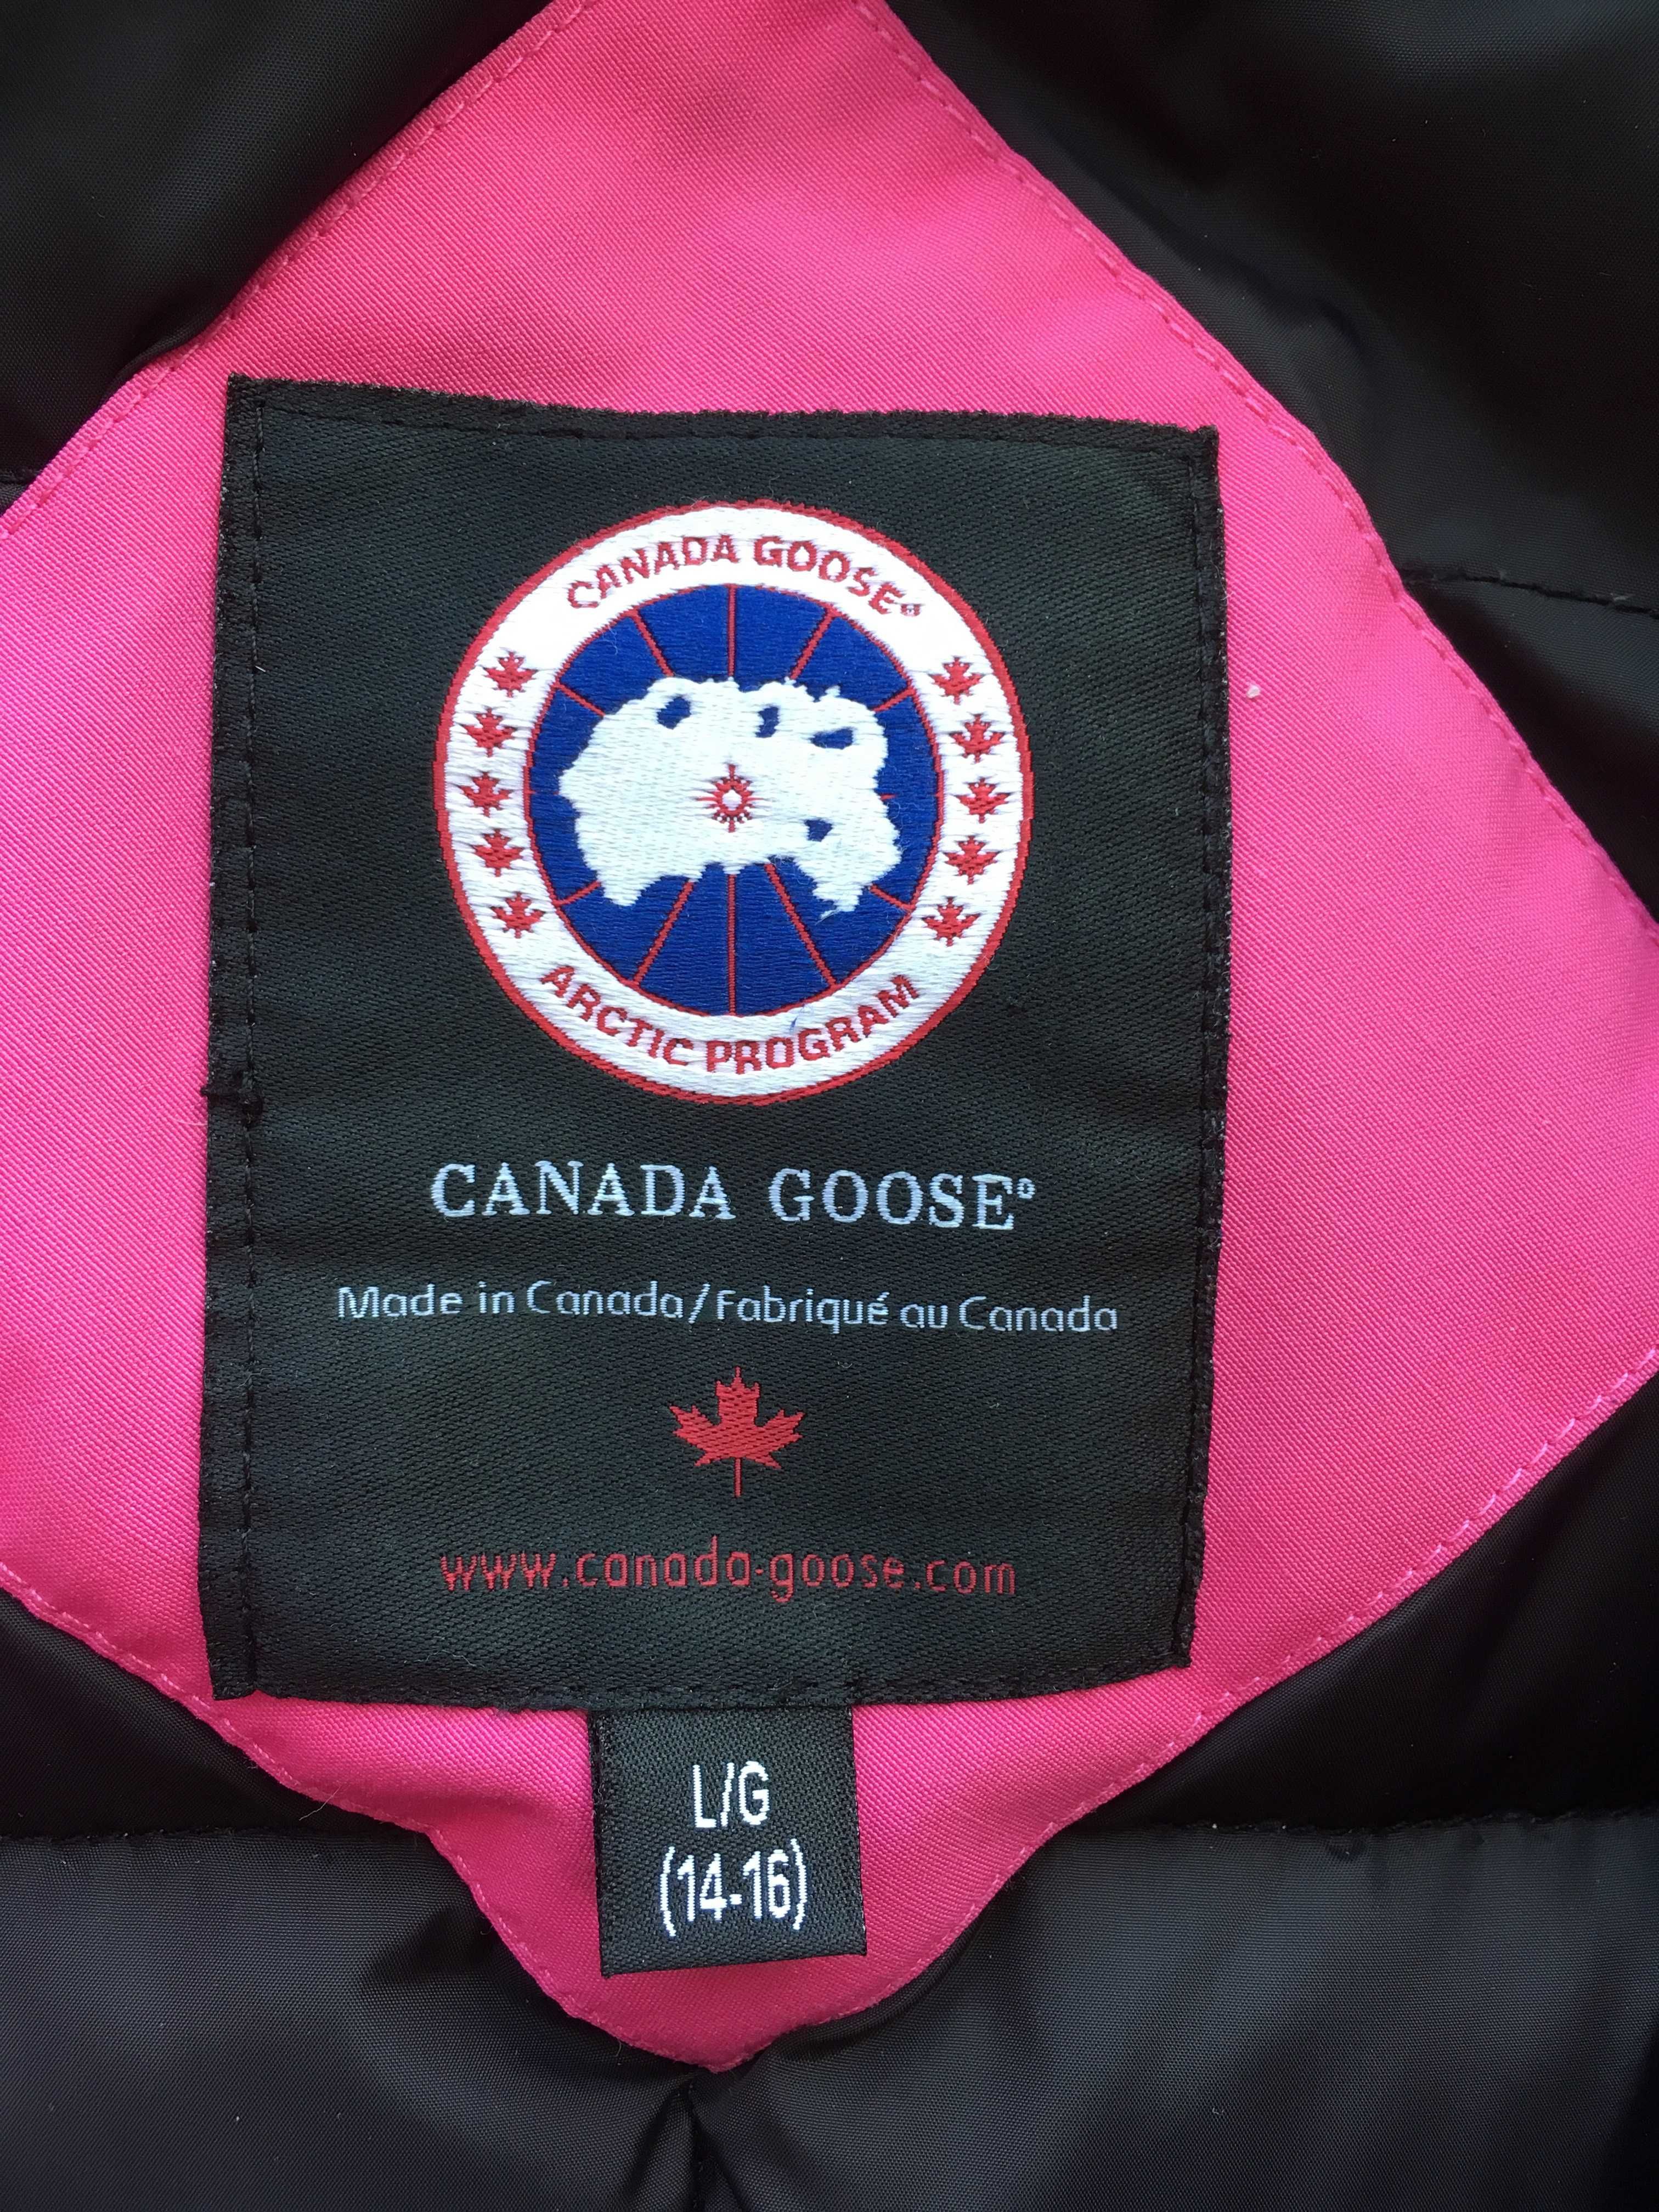 CANADA GOOSE®
ARCTIC PROGRAM
CANADA GOOSE®
Made in Canada/Fabriqué au Canada
www.canada-goose.com
L/G
(14-16)